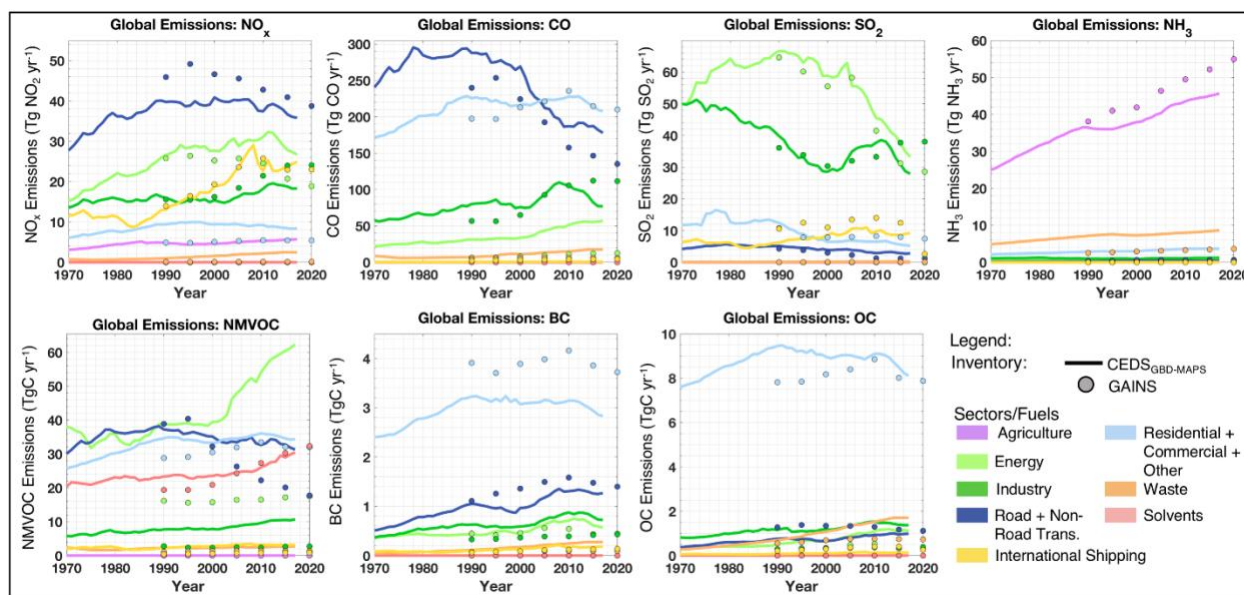 Global Emissions: NOx
NOx Emissions (Tg NO2 yr-1)
50
40
30
20
10
0
1970 1980 1990 2000 2010 2020
Year
Global Emissions: CO
CO Emissions (Tg CO yr-1)
300
250
200
150
100
50
0
1970 1980 1990 2000 2010 2020
Year
Global Emissions: SO2
SO2 Emissions (Tg SO2 yr-1)
60
50
40
30
20
10
0
1970 1980 1990 2000 2010 2020
Year
Global Emissions: NH3
NH3 Emissions (Tg NH3 yr-1)
60
50
40
30
20
10
0
1970 1980 1990 2000 2010 2020
Year
Global Emissions: NMVOC
NMVOC Emissions (TgC yr-1)
60
50
40
30
20
10
0
1970 1980 1990 2000 2010 2020
Year
Global Emissions: BC
BC Emissions (TgC yr-1)
4
3
2
1
0
1970 1980 1990 2000 2010 2020
Year
Global Emissions: OC
OC Emissions (TgC yr-1)
10
8
6
4
2
0
1970 1980 1990 2000 2010 2020
Year
Legend:
Inventory:
CEDSGBD-MAPS
GAINS
Sectors/Fuels
Agriculture
Energy
Industry
Road + Non-
Road Trans.
International Shipping
Residential +
Commercial +
Other
Waste
Solvents